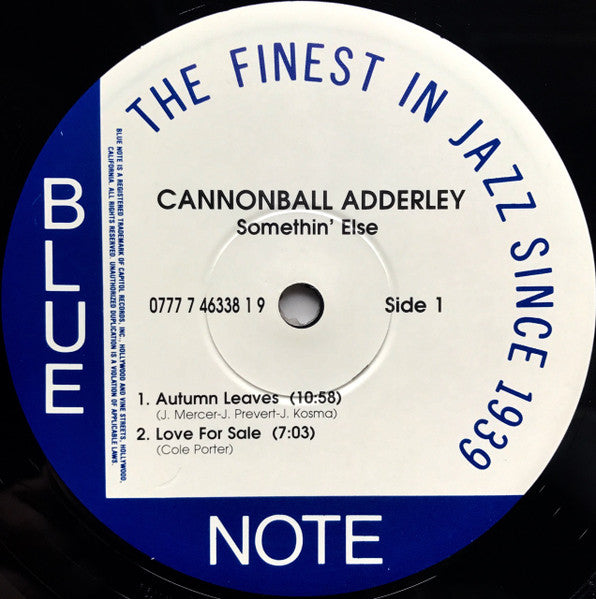 THE FINEST IN JAZZ SINCE 1939
BLUE
BLUE NOTE IS A REGISTERED TRADEMARK OF CAPITOL RECORDS, INC., HOLLYWOOD AND VINE STREETS, HOLLYWOOD,
CALIFORNIA. ALL RIGHTS RESERVED. UNAUTHORIZED DUPLICATION IS A VIOLATION OF APPLICABLE LAWS.
CANNONBALL ADDERLEY
Somethin' Else
0777 7 46338 1 9 Side 1
1. Autumn Leaves (10:58)
(J. Mercer-J. Prevert-J. Kosma)
2. Love For Sale (7:03)
(Cole Porter)
NOTE